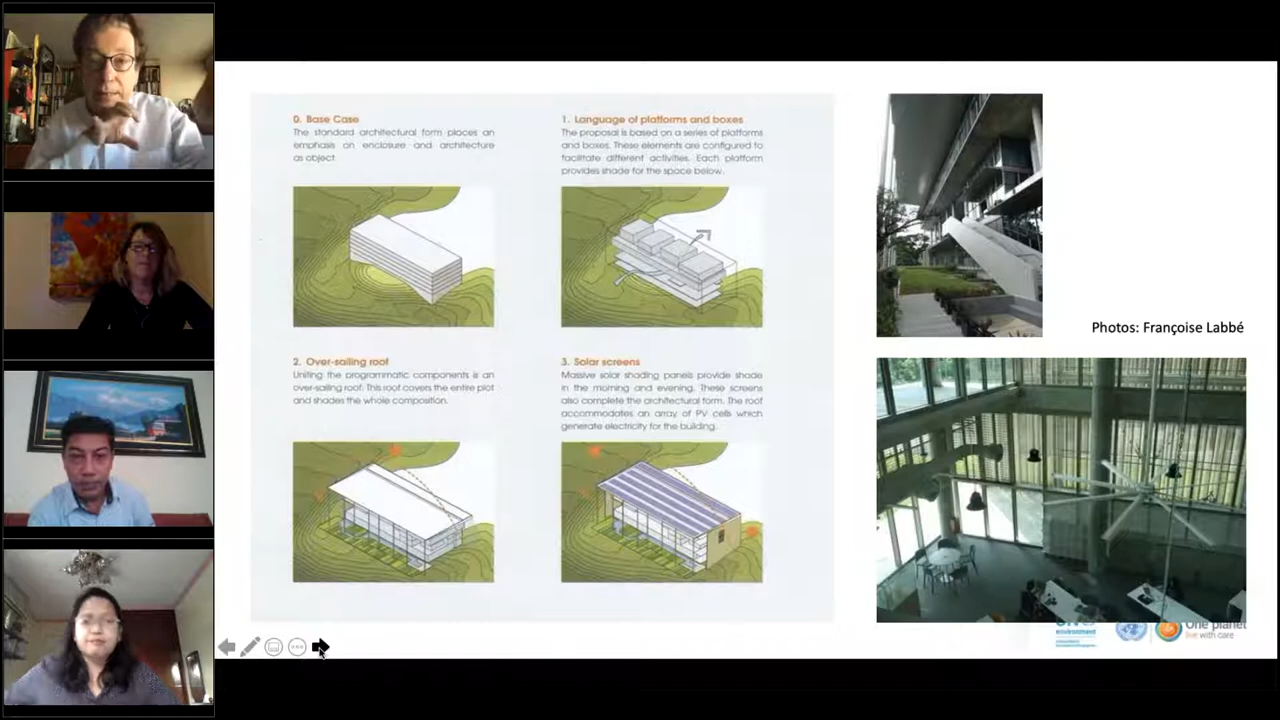 0. Base Case
The standard architectural form places an
emphasis on enclosure and architecture
as object
1. Language of platforms and boxes
The proposal is based on a series of platforms
and boxes. These elements are configured to
facilitate different activities. Each platform
provides shade for the space below.
2. Over-sailing roof
Uniting the programmatic components is an
over-sailing roof. This roof covers the entire plot
and shades the whole composition.
3. Solar screens
Massive solar shading panels provide shade
in the morning and evening. These screens
also complete the architectural form. The roof
accommodates an array of PV cells which
generate electricity for the building.
Photos: Françoise Labbé
environment
One planet
live with care